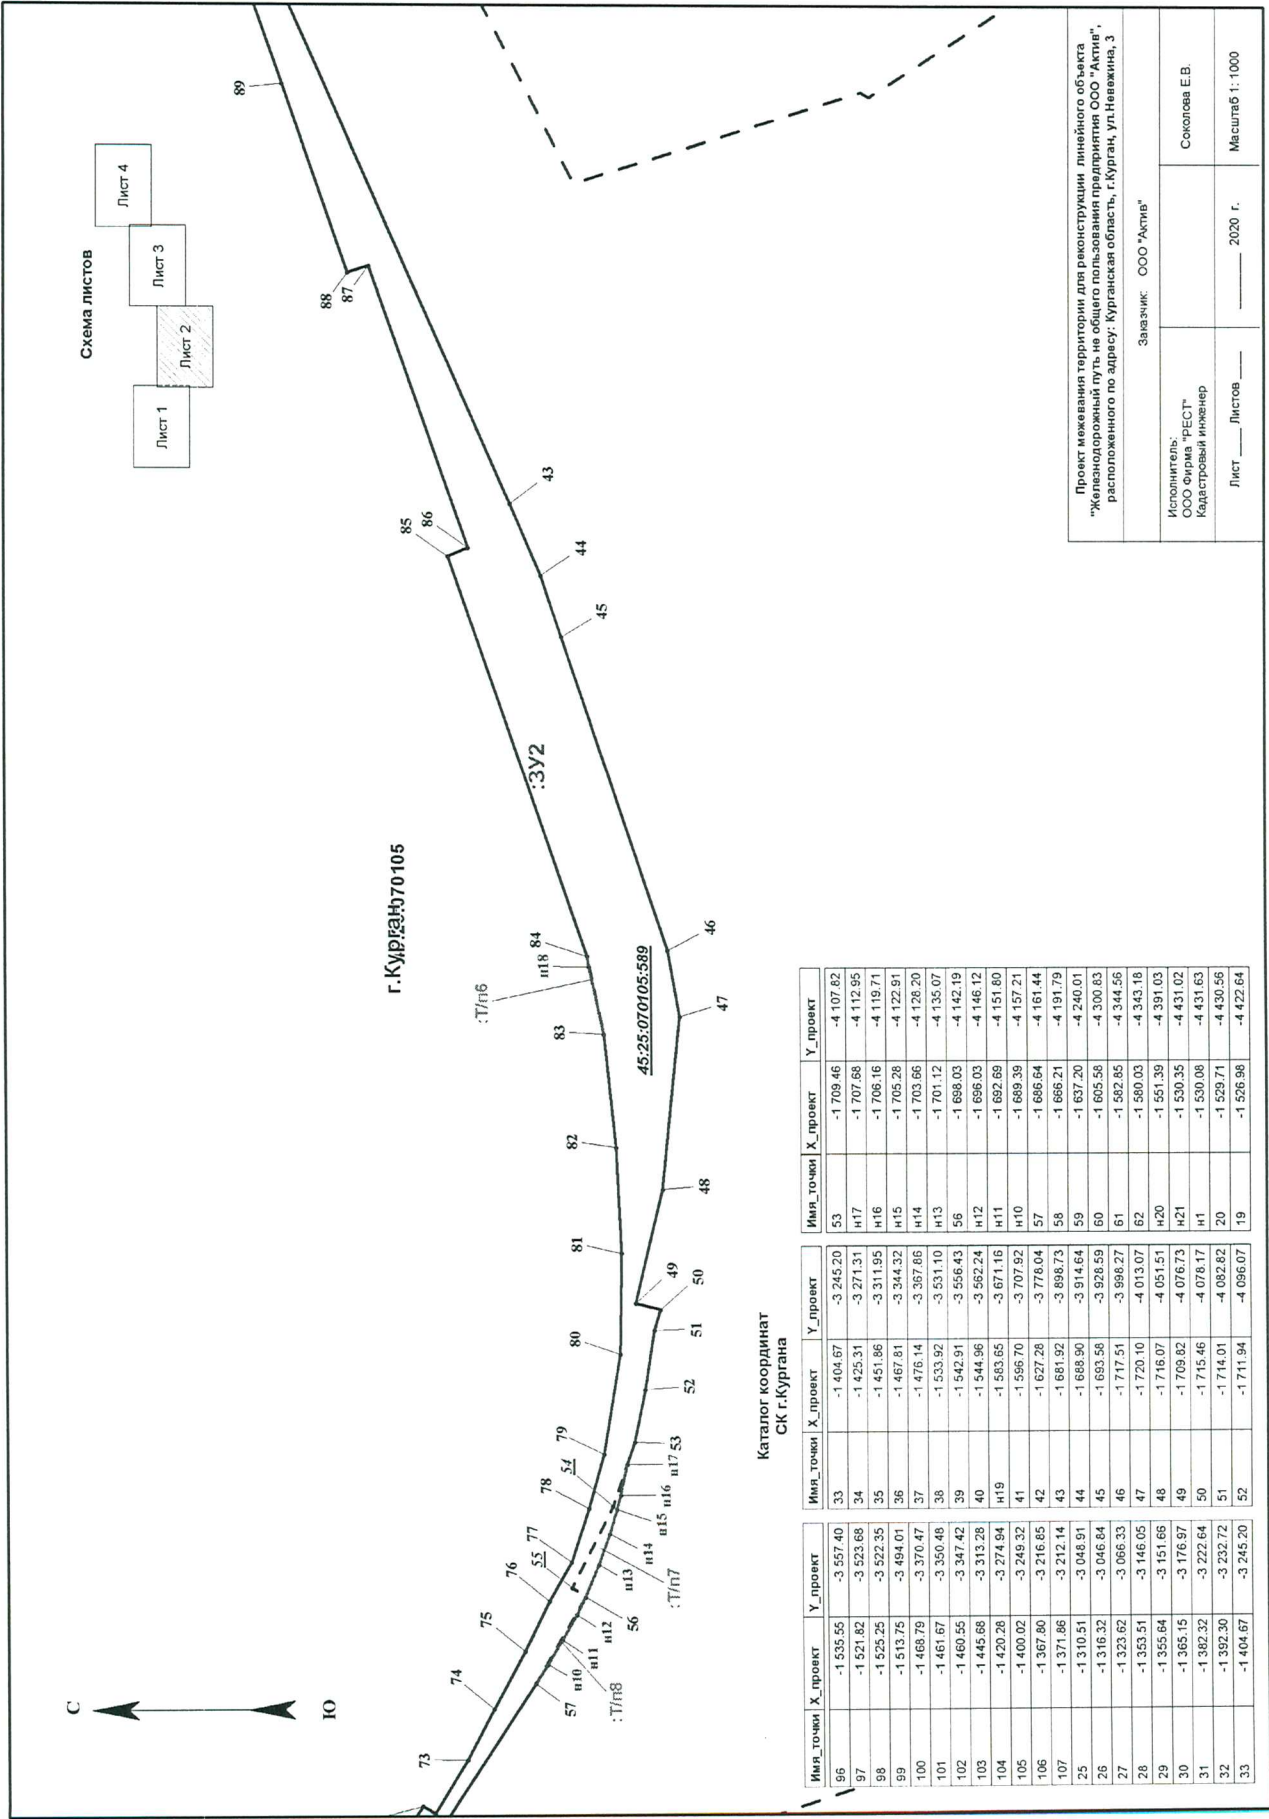 С
Ю
Схема листов
Лист 1
Лист 2
Лист 3
Лист 4
г.Курган
45:25:070105
89
88
87
85
86
43
44
45
:ЗУ2
84
н18
:Т/п6
83
46
47
45:25:070105:589
82
48
81
49
50
51
80
52
79
54
53
н17
78
н16
н15
77
н14
55
н13
:Т/п7
76
56
н12
75
н11
н10
:Т/п8
57
74
73
Каталог координат
СК г.Кургана
Имя_точки X_проект Y_проект
96 -1 535.55 -3 557.40
97 -1 521.82 -3 523.68
98 -1 525.25 -3 522.35
99 -1 513.75 -3 494.01
100 -1 468.79 -3 370.47
101 -1 461.67 -3 350.48
102 -1 460.55 -3 347.42
103 -1 445.68 -3 313.28
104 -1 420.28 -3 274.94
105 -1 400.02 -3 249.32
106 -1 367.80 -3 216.85
107 -1 371.86 -3 212.14
25 -1 310.51 -3 048.91
26 -1 316.32 -3 046.84
27 -1 323.62 -3 066.33
28 -1 353.51 -3 146.05
29 -1 355.64 -3 151.66
30 -1 365.15 -3 176.97
31 -1 382.32 -3 222.64
32 -1 392.30 -3 232.72
33 -1 404.67 -3 245.20
Имя_точки X_проект Y_проект
33 -1 404.67 -3 245.20
34 -1 425.31 -3 271.31
35 -1 451.86 -3 311.95
36 -1 467.81 -3 344.32
37 -1 476.14 -3 367.86
38 -1 533.92 -3 531.10
39 -1 542.91 -3 556.43
40 -1 544.96 -3 562.24
н19 -1 583.65 -3 671.16
41 -1 596.70 -3 707.92
42 -1 627.28 -3 778.04
43 -1 681.92 -3 898.73
44 -1 688.90 -3 914.64
45 -1 693.58 -3 928.59
46 -1 717.51 -3 998.27
47 -1 720.10 -4 013.07
48 -1 716.07 -4 051.51
49 -1 709.82 -4 076.73
50 -1 715.46 -4 078.17
51 -1 714.01 -4 082.82
52 -1 711.94 -4 096.07
Имя_точки X_проект Y_проект
53 -1 709.46 -4 107.82
н17 -1 707.68 -4 112.95
н16 -1 706.16 -4 119.71
н15 -1 705.28 -4 122.91
н14 -1 703.66 -4 128.20
н13 -1 701.12 -4 135.07
56 -1 698.03 -4 142.19
н12 -1 696.03 -4 146.12
н11 -1 692.69 -4 151.80
н10 -1 689.39 -4 157.21
57 -1 686.64 -4 161.44
58 -1 666.21 -4 191.79
59 -1 637.20 -4 240.01
60 -1 605.58 -4 300.83
61 -1 582.85 -4 344.56
62 -1 580.03 -4 343.18
н20 -1 551.39 -4 391.03
н21 -1 530.35 -4 431.02
н1 -1 530.08 -4 431.63
20 -1 529.71 -4 430.56
19 -1 526.98 -4 422.64
Проект межевания территории для реконструкции линейного объекта
"Железнодорожный путь не общего пользования предприятия ООО "Актив",
расположенного по адресу: Курганская область, г.Курган, ул.Невежина, 3
Заказчик: ООО "Актив"
Исполнитель:
ООО Фирма "РЕСТ"
Кадастровый инженер
Соколова Е.В.
Лист ____ Листов ____
______ 2020 г.
Масштаб 1: 1000